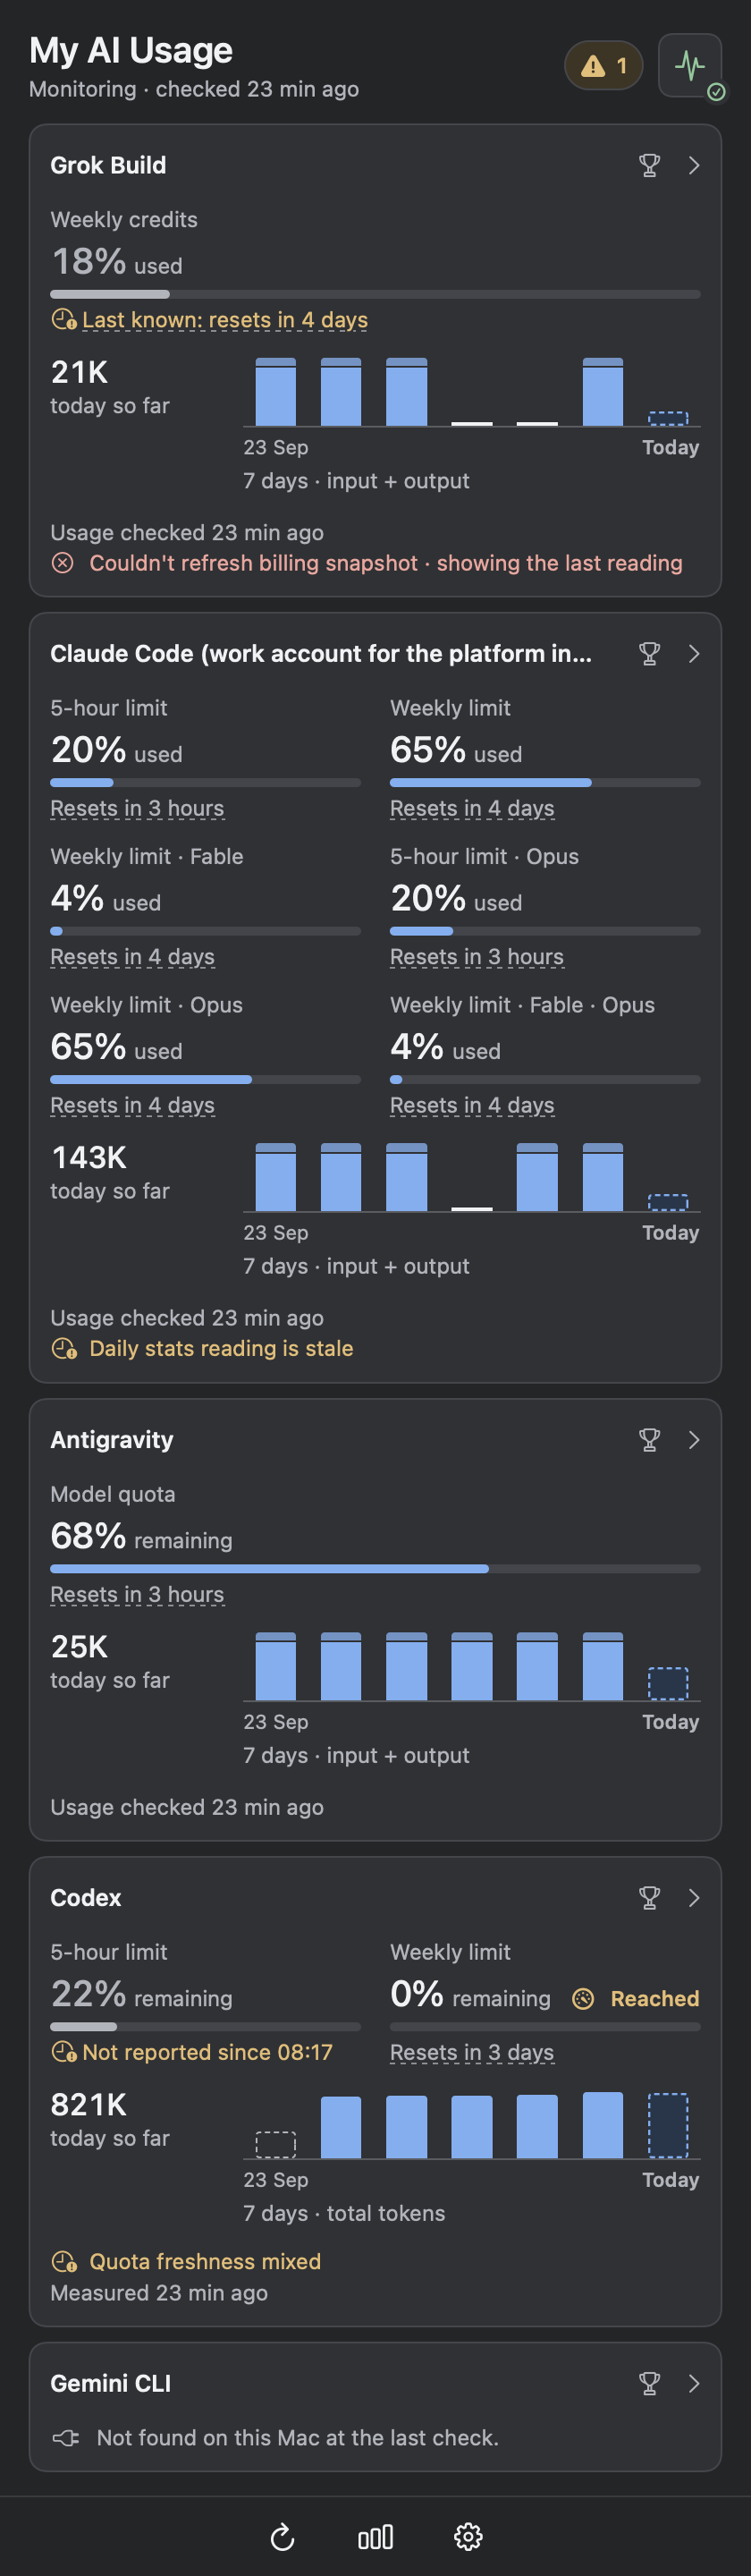 My AI Usage
Monitoring · checked 23 min ago
1
Grok Build
Weekly credits
18% used
Last known: resets in 4 days
21K
today so far
23 Sep
Today
7 days · input + output
Usage checked 23 min ago
Couldn't refresh billing snapshot · showing the last reading
Claude Code (work account for the platform in...
5-hour limit
20% used
Resets in 3 hours
Weekly limit
65% used
Resets in 4 days
Weekly limit · Fable
4% used
Resets in 4 days
5-hour limit · Opus
20% used
Resets in 3 hours
Weekly limit · Opus
65% used
Resets in 4 days
Weekly limit · Fable · Opus
4% used
Resets in 4 days
143K
today so far
23 Sep
Today
7 days · input + output
Usage checked 23 min ago
Daily stats reading is stale
Antigravity
Model quota
68% remaining
Resets in 3 hours
25K
today so far
23 Sep
Today
7 days · input + output
Usage checked 23 min ago
Codex
5-hour limit
22% remaining
Not reported since 08:17
Weekly limit
0% remaining
Reached
Resets in 3 days
821K
today so far
23 Sep
Today
7 days · total tokens
Quota freshness mixed
Measured 23 min ago
Gemini CLI
Not found on this Mac at the last check.